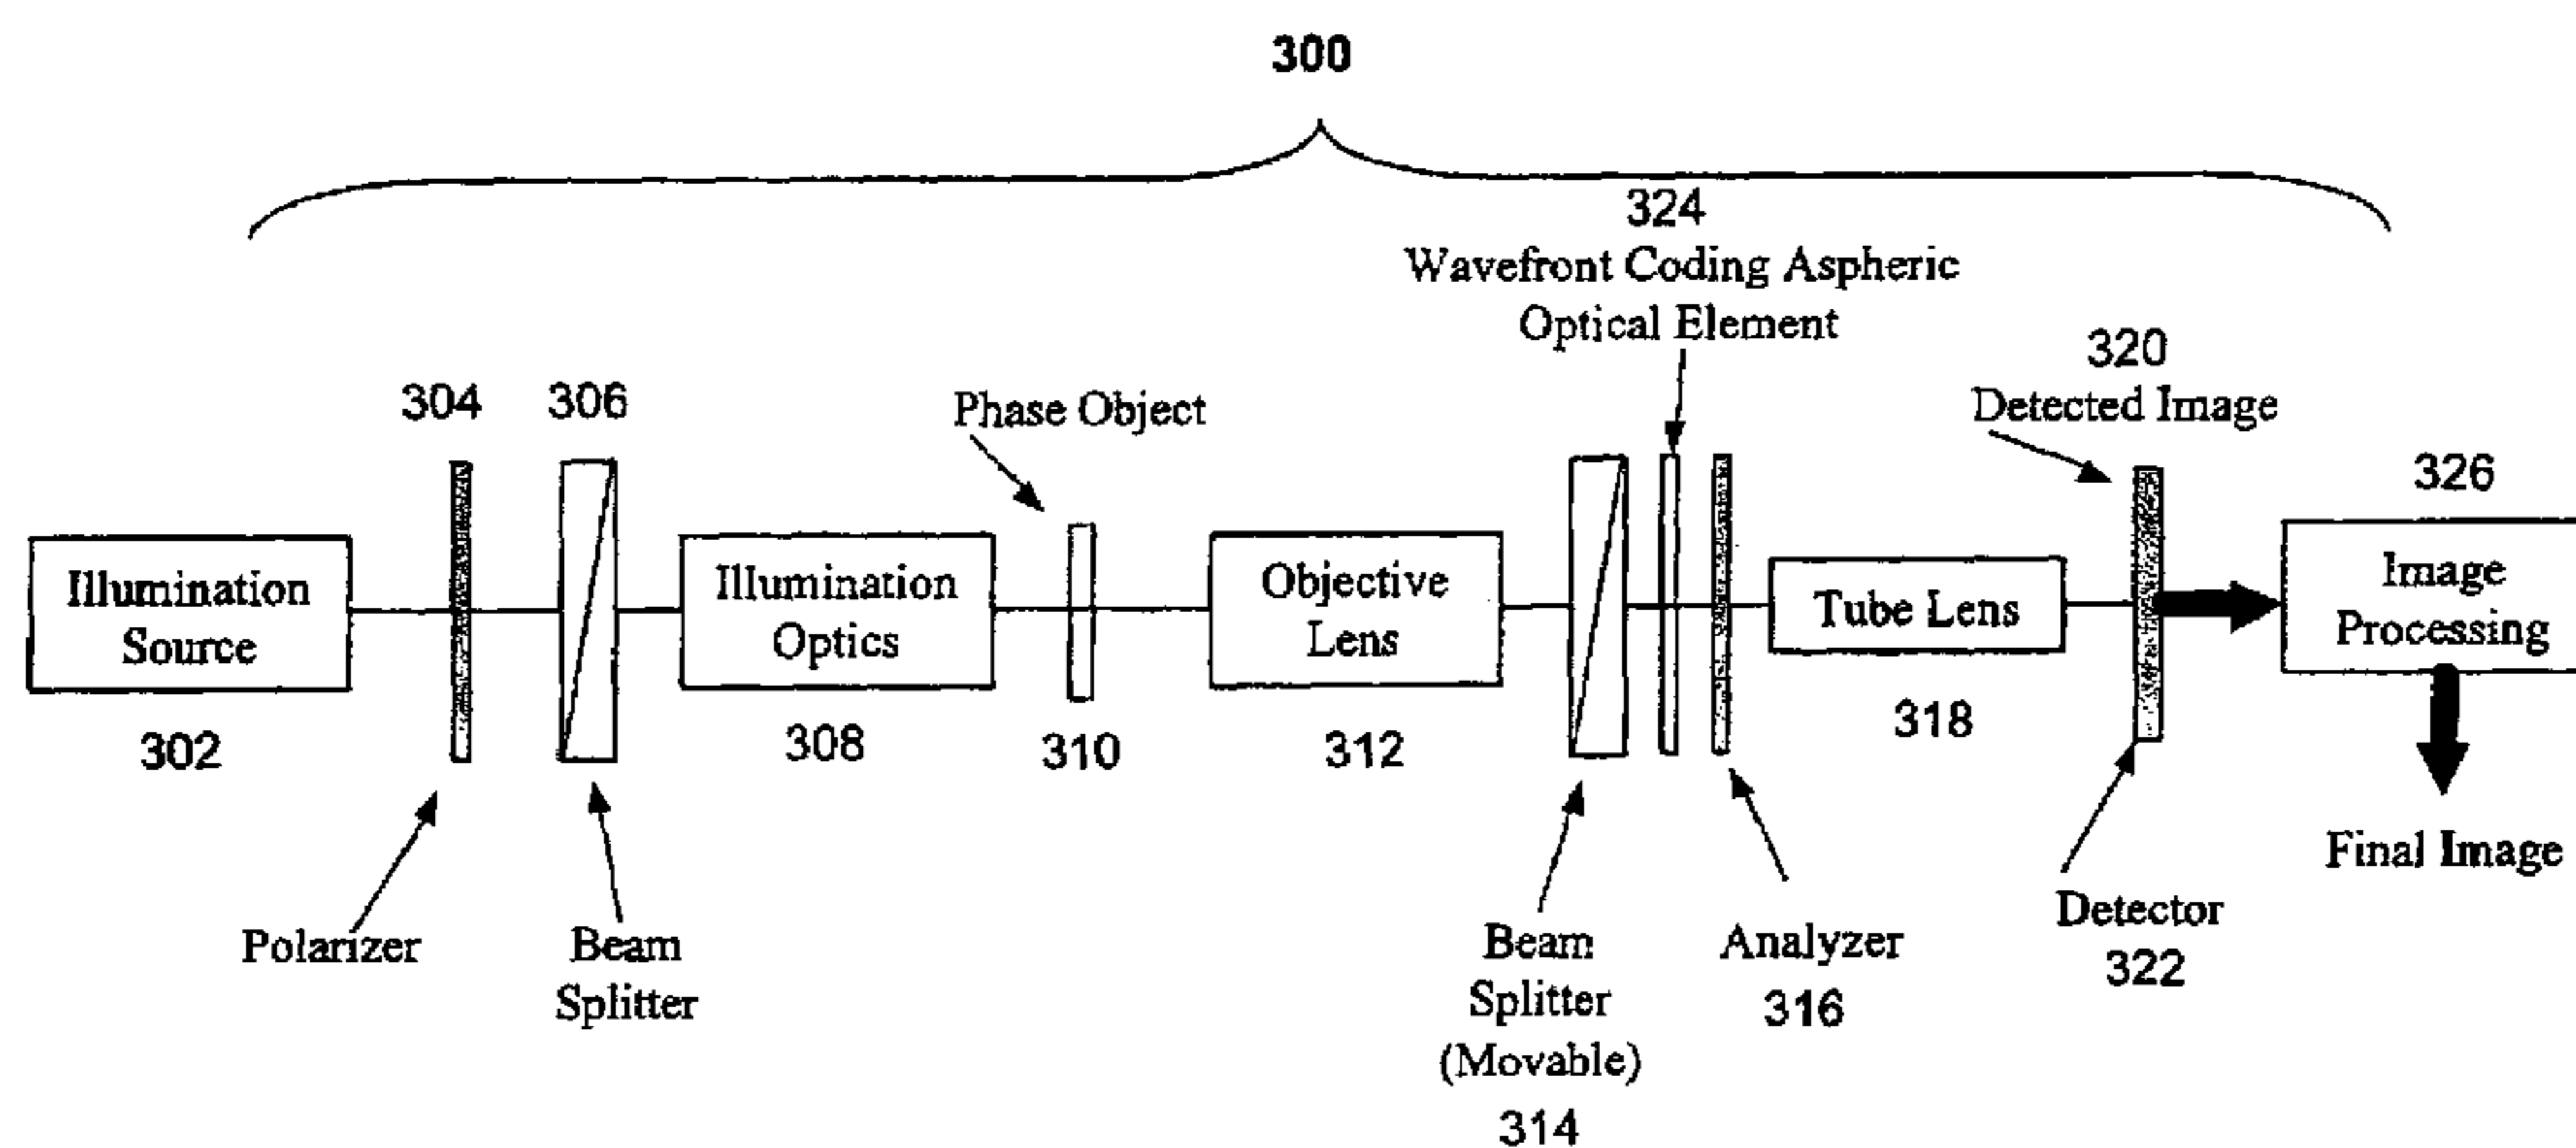 300
324
Wavefront Coding Aspheric
Optical Element
320
Detected Image
304
306
Phase Object
326
Illumination
Source
Illumination
Optics
Objective
Lens
Tube Lens
Image
Processing
302
308
310
312
318
Polarizer
Beam
Splitter
Beam
Splitter
(Movable)
314
Analyzer
316
Detector
322
Final Image